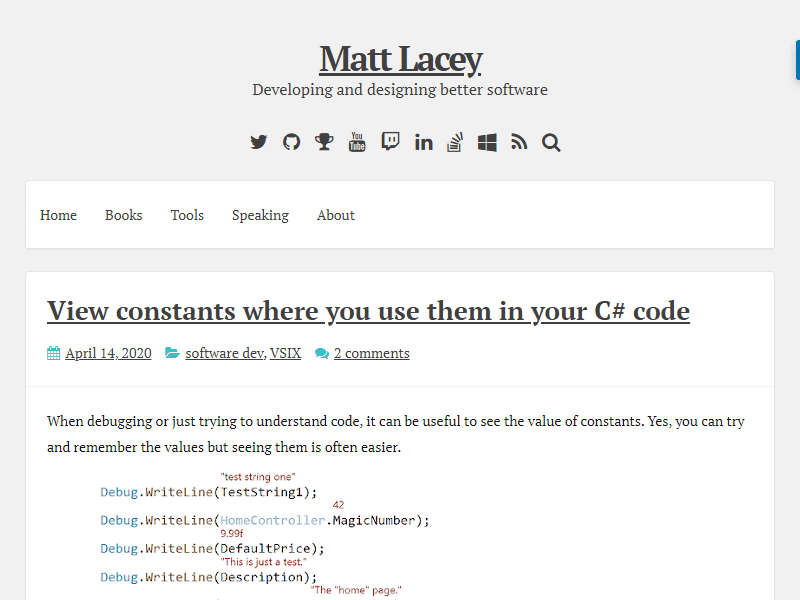 Matt Lacey
Developing and designing better software
You
Tube
Home Books Tools Speaking About
View constants where you use them in your C# code
April 14, 2020 software dev, VSIX 2 comments
When debugging or just trying to understand code, it can be useful to see the value of constants. Yes, you can try
and remember the values but seeing them is often easier.
"test string one"
Debug.WriteLine(TestString1);
42
Debug.WriteLine(HomeController.MagicNumber);
9.99f
Debug.WriteLine(DefaultPrice);
"This is just a test."
Debug.WriteLine(Description);
"The "home" page."